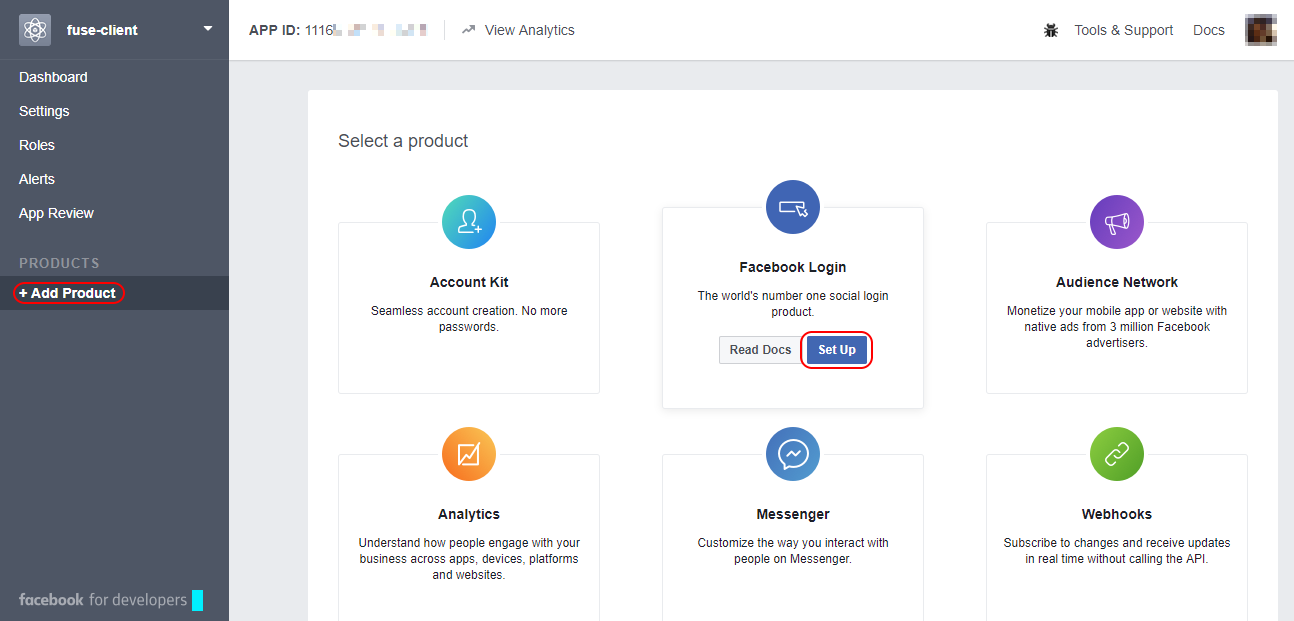 fuse-client
APP ID: 1116
View Analytics
Tools & Support
Docs
Dashboard
Settings
Roles
Alerts
App Review
PRODUCTS
+ Add Product
facebook for developers
Select a product
Account Kit
Seamless account creation. No more
passwords.
Facebook Login
The world's number one social login
product.
Read Docs
Set Up
Audience Network
Monetize your mobile app or website with
native ads from 3 million Facebook
advertisers.
Analytics
Understand how people engage with your
business across apps, devices, platforms
and websites.
Messenger
Customize the way you interact with
people on Messenger.
Webhooks
Subscribe to changes and receive updates
in real time without calling the API.